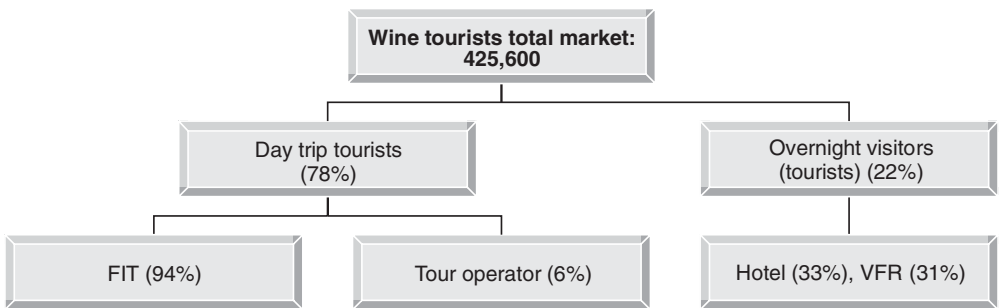 Wine tourists total market:
425,600
Day trip tourists
(78%)
Overnight visitors
(tourists) (22%)
FIT (94%)
Tour operator (6%)
Hotel (33%), VFR (31%)